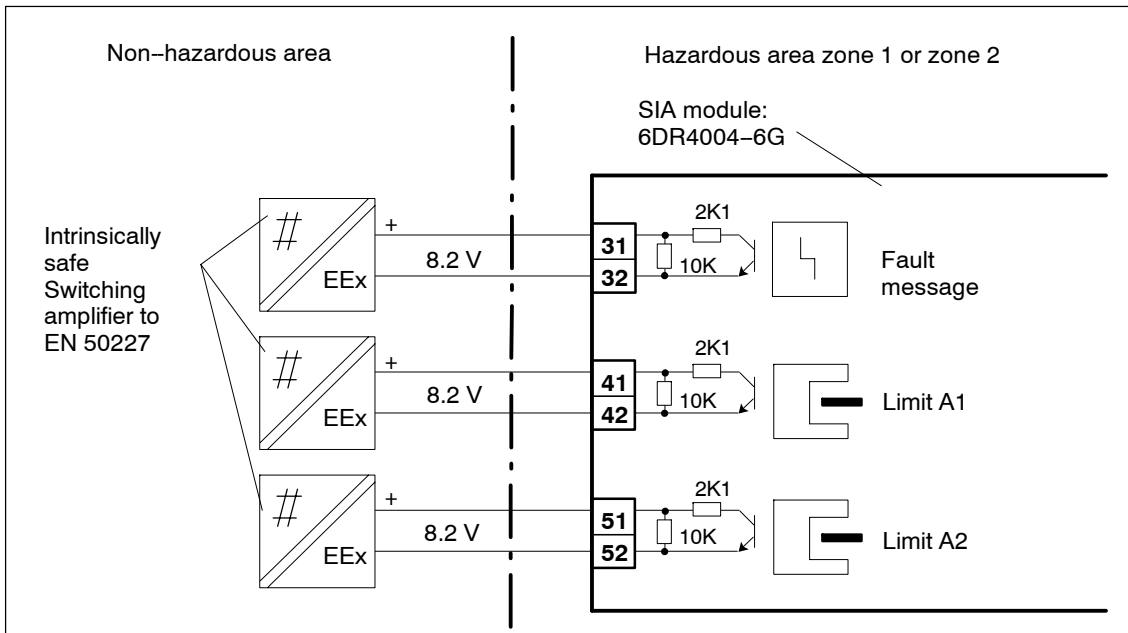 Non-hazardous area
Hazardous area zone 1 or zone 2
SIA module:
6DR4004-6G
Intrinsically
safe
Switching
amplifier to
EN 50227
EEx
+
8.2 V
31
32
2K1
10K
Fault
message
EEx
+
8.2 V
41
42
2K1
10K
Limit A1
EEx
+
8.2 V
51
52
2K1
10K
Limit A2